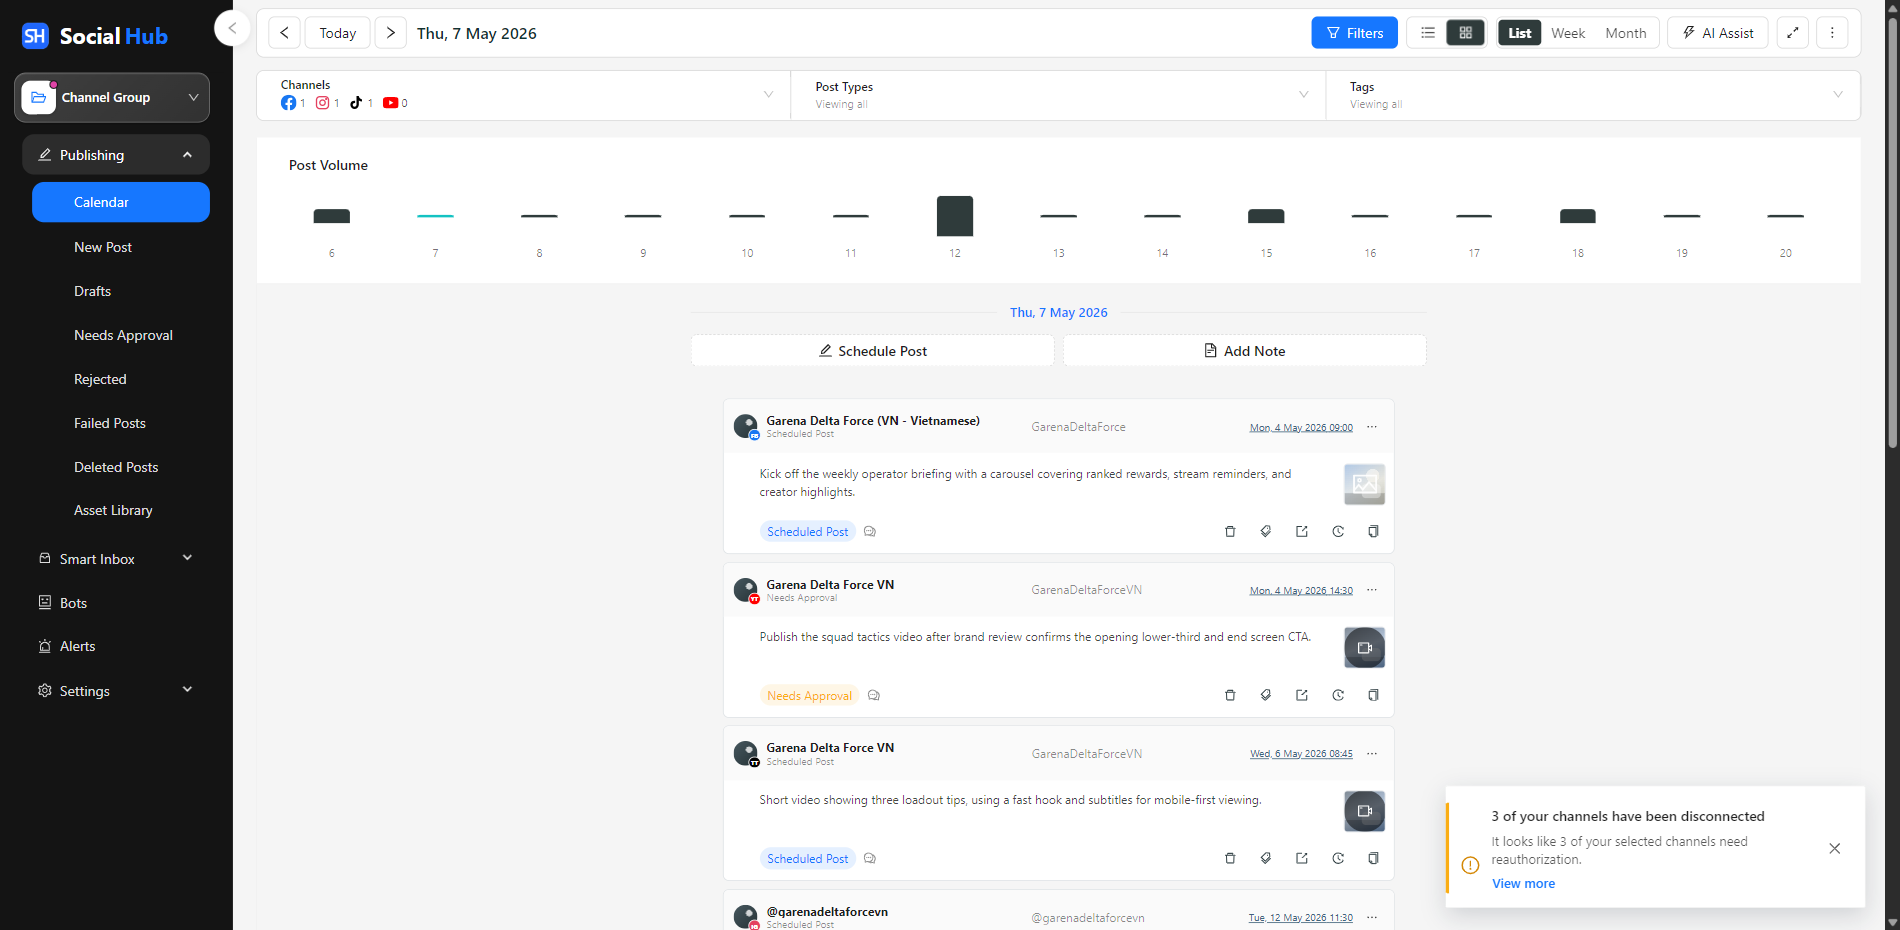 SH Social Hub
Today
Thu, 7 May 2026
Filters
List
Week
Month
AI Assist
Channel Group
Channels
1
1
1
0
Post Types
Viewing all
Tags
Viewing all
Publishing
Calendar
New Post
Drafts
Needs Approval
Rejected
Failed Posts
Deleted Posts
Asset Library
Smart Inbox
Bots
Alerts
Settings
Post Volume
6 7 8 9 10 11 12 13 14 15 16 17 18 19 20
Thu, 7 May 2026
Schedule Post
Add Note
Garena Delta Force (VN - Vietnamese)
Scheduled Post
FB
GarenaDeltaForce
Mon, 4 May 2026 09:00
Kick off the weekly operator briefing with a carousel covering ranked rewards, stream reminders, and
creator highlights.
Scheduled Post
Garena Delta Force VN
Needs Approval
YT
GarenaDeltaForceVN
Mon, 4 May 2026 14:30
Publish the squad tactics video after brand review confirms the opening lower-third and end screen CTA.
Needs Approval
Garena Delta Force VN
Scheduled Post
TT
GarenaDeltaForceVN
Wed, 6 May 2026 08:45
Short video showing three loadout tips, using a fast hook and subtitles for mobile-first viewing.
Scheduled Post
@garenadeltaforcevn
Scheduled Post
IG
@garenadeltaforcevn
Tue, 12 May 2026 11:30
3 of your channels have been disconnected
It looks like 3 of your selected channels need
reauthorization.
View more